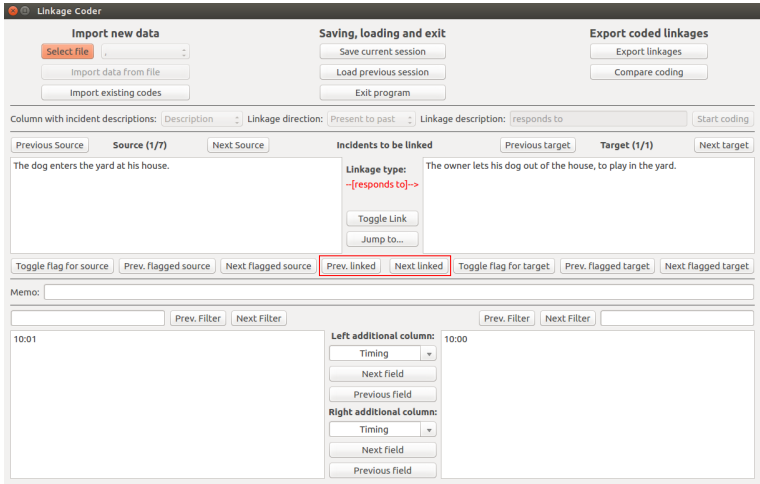 Linkage Coder
Import new data Saving, loading and exit Export coded linkages
Select file , Save current session Export linkages
Import data from file Load previous session Compare coding
Import existing codes Exit program
Column with incident descriptions: Description Linkage direction: Present to past Linkage description: responds to Start coding
Previous Source Source (1/7) Next Source Incidents to be linked Previous target Target (1/1) Next target
The dog enters the yard at his house. Linkage type: The owner lets his dog out of the house, to play in the yard.
--[responds to]-->
Toggle Link
Jump to...
Toggle flag for source Prev. flagged source Next flagged source Prev. linked Next linked Toggle flag for target Prev. flagged target Next flagged target
Memo:
Prev. Filter Next Filter Prev. Filter Next Filter
10:01 Left additional column: 10:00
Timing
Next field
Previous field
Right additional column:
Timing
Next field
Previous field